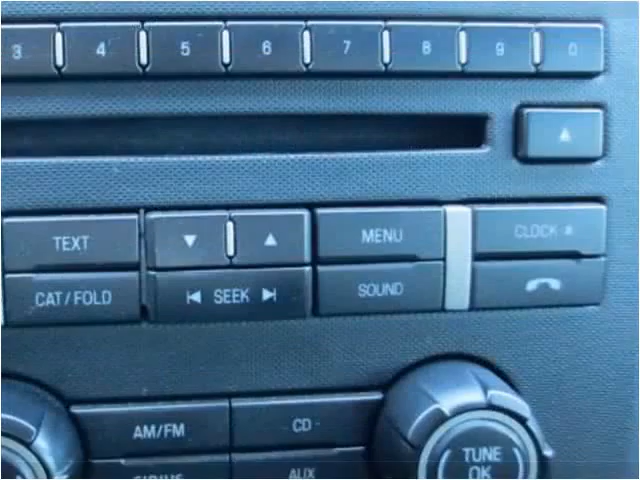 3 4 5 6 7 8 9 0
TEXT MENU CLOCK
CAT/FOLD SEEK SOUND
AM/FM CD
TUNE
SIRIUS AUX OK